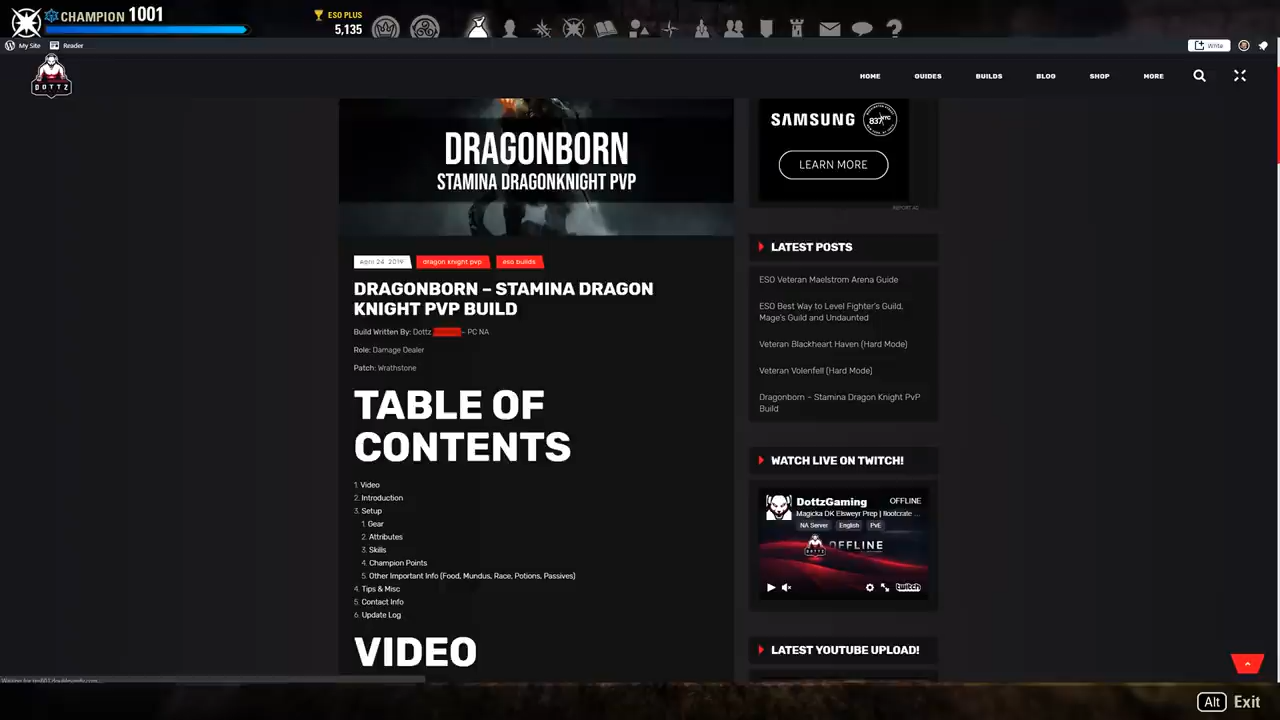 CHAMPION 1001
ESO PLUS
5,135
My Site
Reader
Write
DOTTZ
HOME
GUIDES
BUILDS
BLOG
SHOP
MORE
DRAGONBORN
STAMINA DRAGONKNIGHT PVP
SAMSUNG 837 NYC
LEARN MORE
REPORT AD
April 24, 2019
dragon knight pvp
eso builds
DRAGONBORN – STAMINA DRAGON
KNIGHT PVP BUILD
Build Written By: Dottz – PC NA
Role: Damage Dealer
Patch: Wrathstone
TABLE OF
CONTENTS
1. Video
2. Introduction
3. Setup
1. Gear
2. Attributes
3. Skills
4. Champion Points
5. Other Important Info (Food, Mundus, Race, Potions, Passives)
4. Tips & Misc
5. Contact Info
6. Update Log
VIDEO
LATEST POSTS
ESO Veteran Maelstrom Arena Guide
ESO Best Way to Level Fighter's Guild,
Mage's Guild and Undaunted
Veteran Blackheart Haven (Hard Mode)
Veteran Volenfell (Hard Mode)
Dragonborn – Stamina Dragon Knight PvP
Build
WATCH LIVE ON TWITCH!
DottzGaming
OFFLINE
Magicka DK Elsweyr Prep | !lootcrate ...
NA Server
English
PvE
OFFLINE
DOTTZ
twitch
LATEST YOUTUBE UPLOAD!
Alt Exit